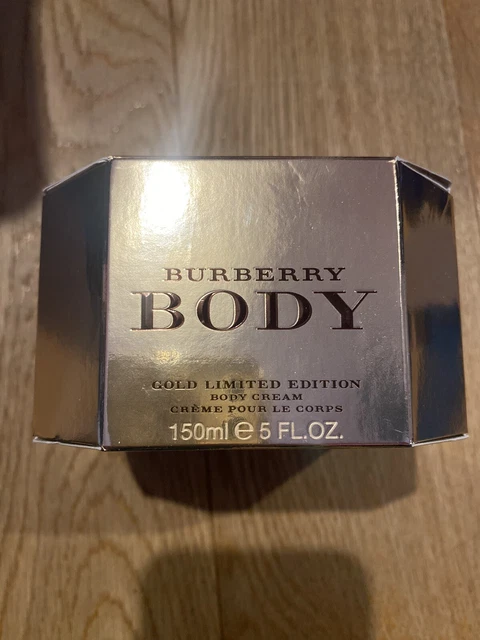 BURBERRY
BODY
GOLD LIMITED EDITION
BODY CREAM
CRÈME POUR LE CORPS
150ml e 5 FL.OZ.